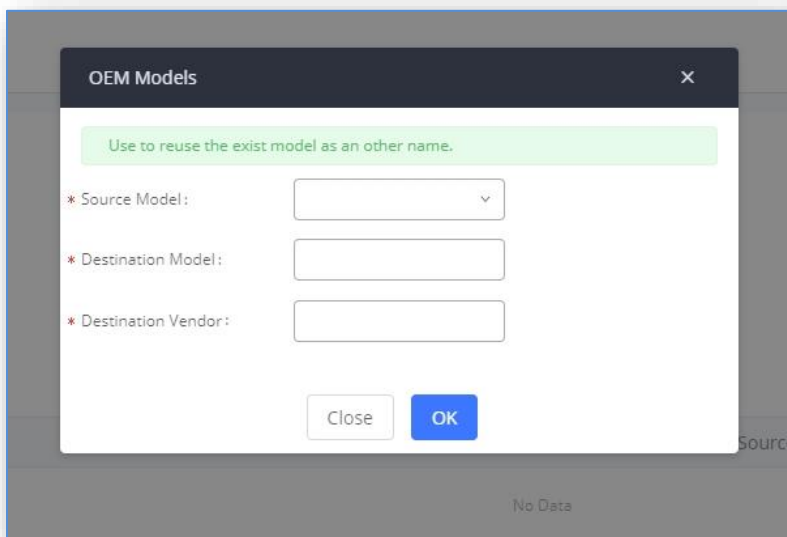 OEM Models ×
Use to reuse the exist model as an other name.
* Source Model:
* Destination Model:
* Destination Vendor:
Close OK
Sourc
No Data